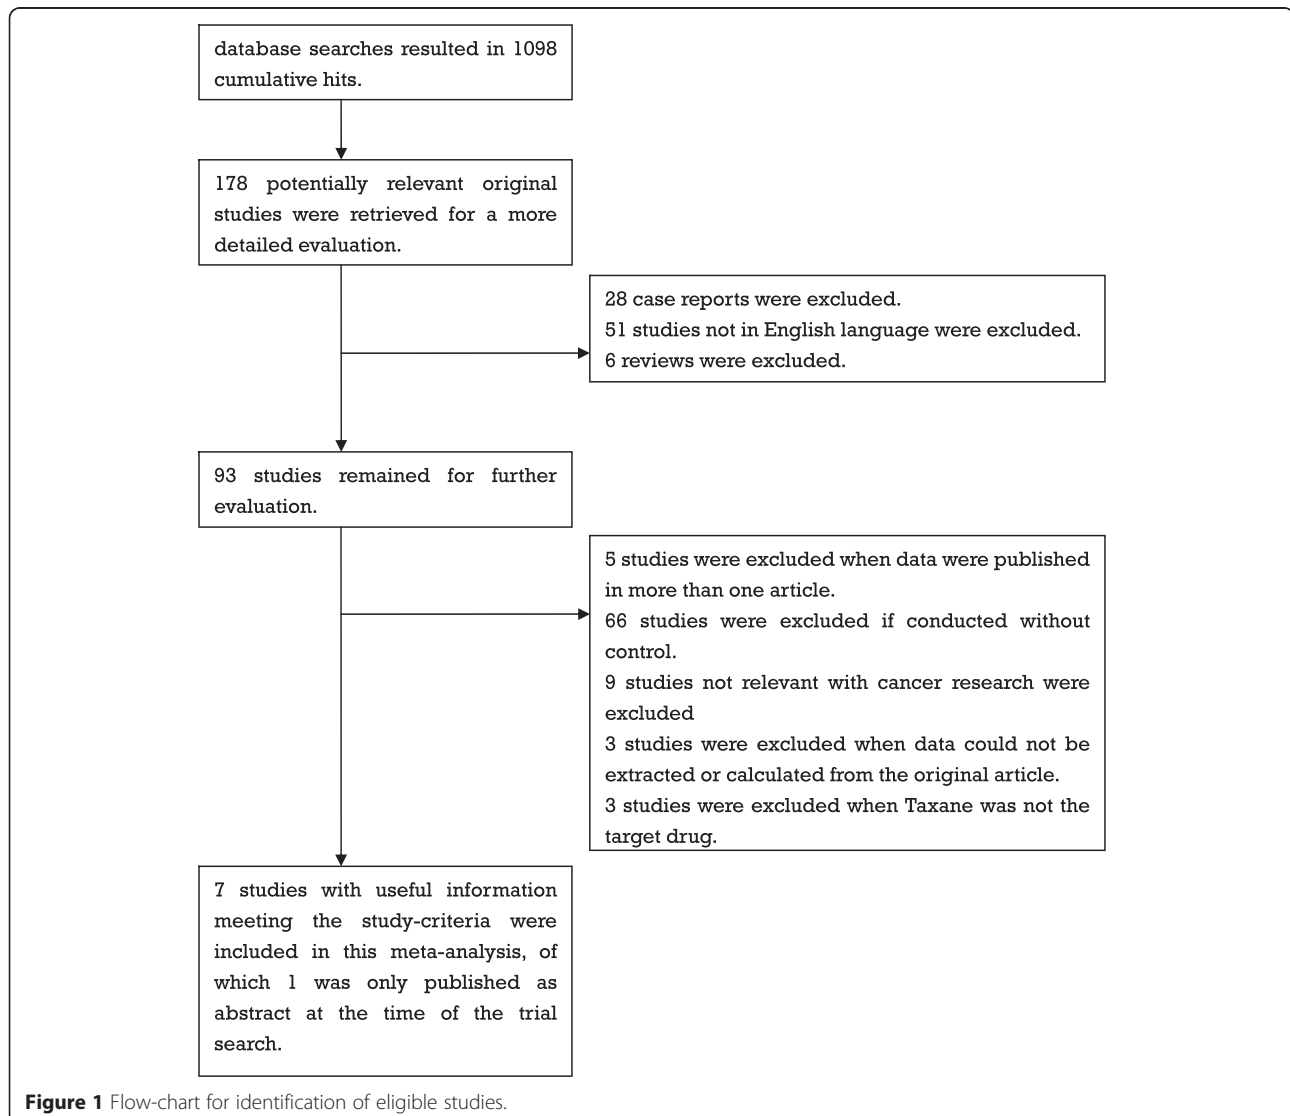 database searches resulted in 1098
cumulative hits.
178 potentially relevant original
studies were retrieved for a more
detailed evaluation.
28 case reports were excluded.
51 studies not in English language were excluded.
6 reviews were excluded.
93 studies remained for further
evaluation.
5 studies were excluded when data were published
in more than one article.
66 studies were excluded if conducted without
control.
9 studies not relevant with cancer research were
excluded
3 studies were excluded when data could not be
extracted or calculated from the original article.
3 studies were excluded when Taxane was not the
target drug.
7 studies with useful information
meeting the study-criteria were
included in this meta-analysis, of
which 1 was only published as
abstract at the time of the trial
search.
Figure 1 Flow-chart for identification of eligible studies.